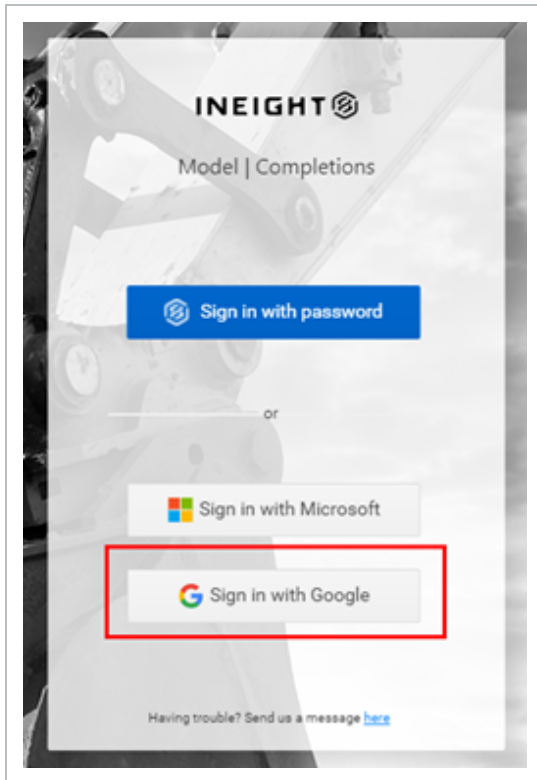 INEIGHT
Model | Completions
Sign in with password
or
Sign in with Microsoft
Sign in with Google
Having trouble? Send us a message here